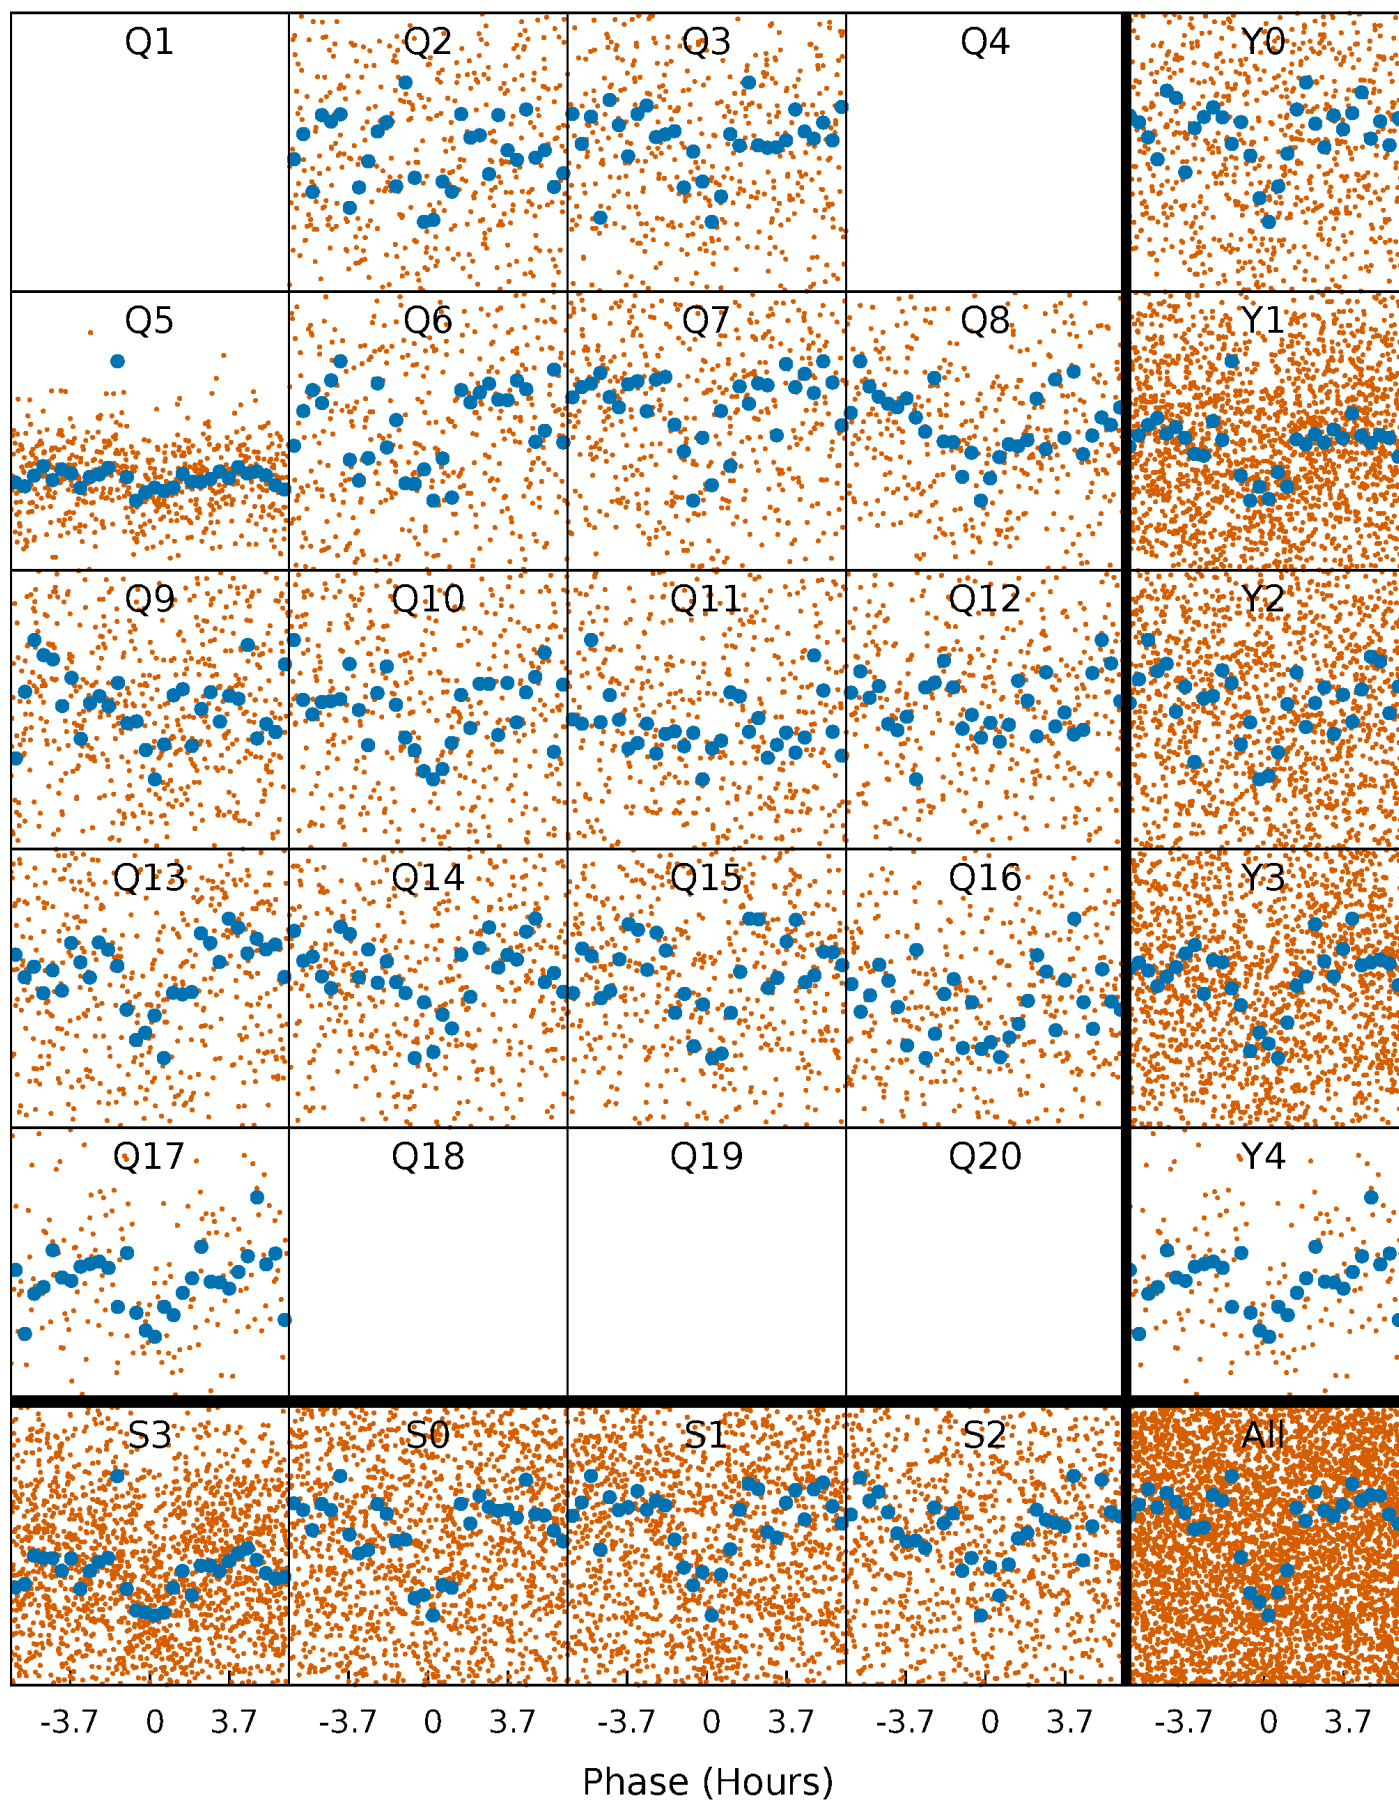 Q1 Q2 Q3 Q4 Y0
Q5 Q6 Q7 Q8 Y1
Q9 Q10 Q11 Q12 Y2
Q13 Q14 Q15 Q16 Y3
Q17 Q18 Q19 Q20 Y4
S3 S0 S1 S2 All
-3.7 0 3.7 -3.7 0 3.7 -3.7 0 3.7 -3.7 0 3.7 -3.7 0 3.7
Phase (Hours)